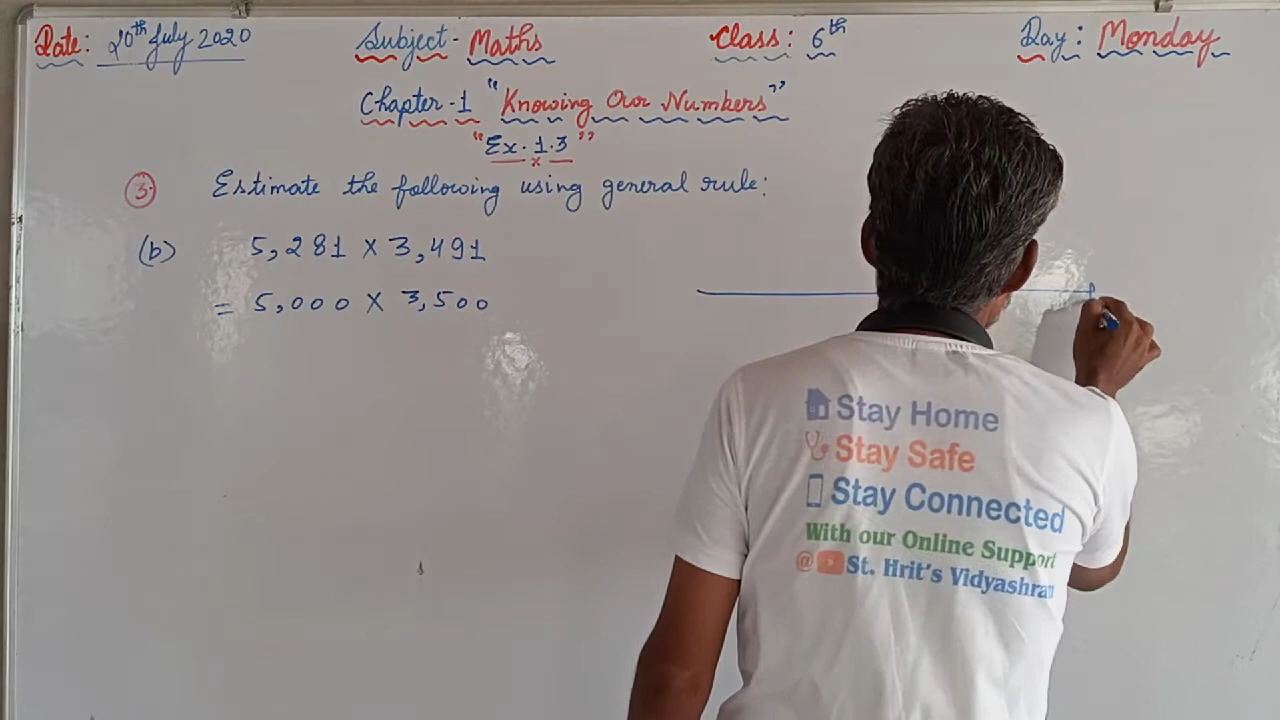 Date: 20th July 2020 Subject- Maths Class: 6th Day: Monday
Chapter-1 "Knowing Our Numbers"
"Ex. 1.3"
3. Estimate the following using general rule:
(b) 5,281 X 3,491
= 5,000 X 3,500
Stay Home
Stay Safe
Stay Connected
With our Online Support
@ St. Hrit's Vidyashram